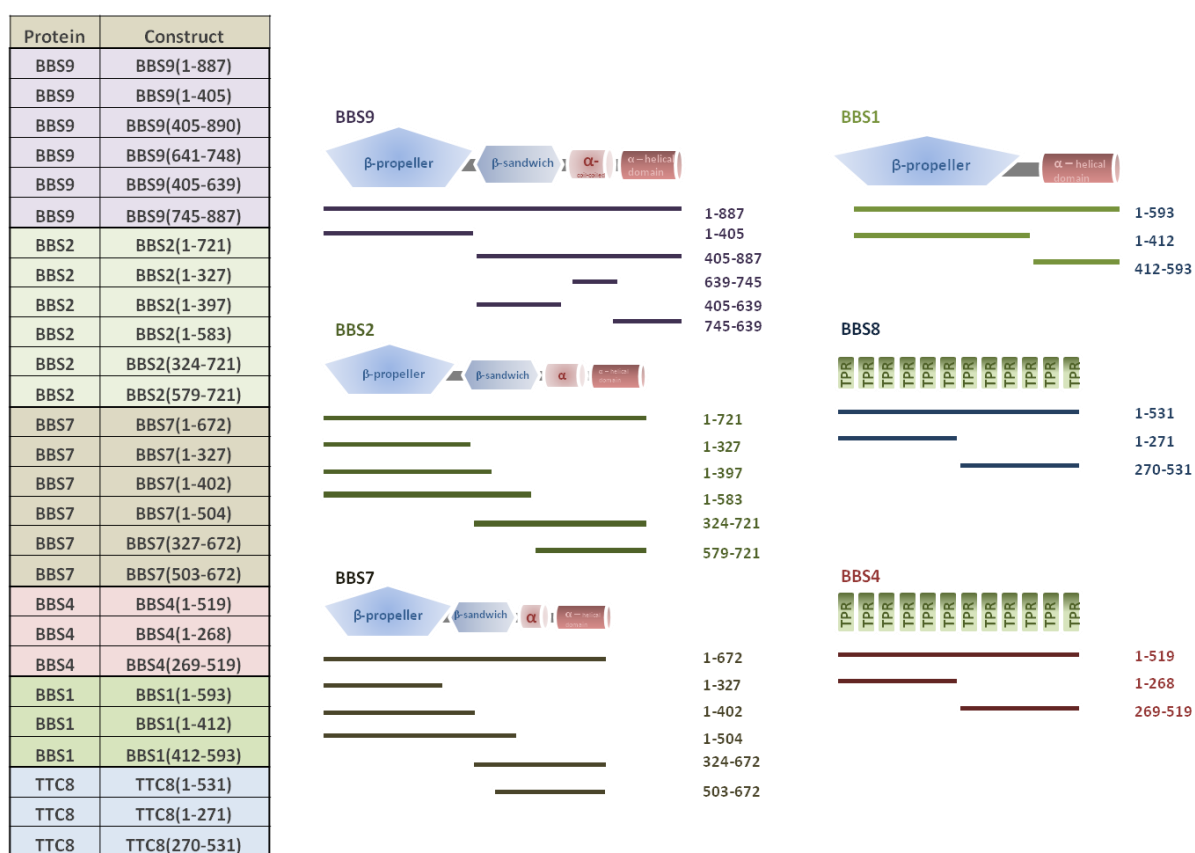 Protein Construct
BBS9 BBS9(1-887)
BBS9 BBS9(1-405)
BBS9 BBS9(405-890)
BBS9 BBS9(641-748)
BBS9 BBS9(405-639)
BBS9 BBS9(745-887)
BBS2 BBS2(1-721)
BBS2 BBS2(1-327)
BBS2 BBS2(1-397)
BBS2 BBS2(1-583)
BBS2 BBS2(324-721)
BBS2 BBS2(579-721)
BBS7 BBS7(1-672)
BBS7 BBS7(1-327)
BBS7 BBS7(1-402)
BBS7 BBS7(1-504)
BBS7 BBS7(327-672)
BBS7 BBS7(503-672)
BBS4 BBS4(1-519)
BBS4 BBS4(1-268)
BBS4 BBS4(269-519)
BBS1 BBS1(1-593)
BBS1 BBS1(1-412)
BBS1 BBS1(412-593)
TTC8 TTC8(1-531)
TTC8 TTC8(1-271)
TTC8 TTC8(270-531)
BBS9
β-propeller β-sandwich α- coil-coiled α – helical domain
1-887
1-405
405-887
639-745
405-639
745-639
BBS2
β-propeller β-sandwich α α – helical domain
1-721
1-327
1-397
1-583
324-721
579-721
BBS7
β-propeller β-sandwich α α – helical domain
1-672
1-327
1-402
1-504
324-672
503-672
BBS1
β-propeller α – helical domain
1-593
1-412
412-593
BBS8
TPR TPR TPR TPR TPR TPR TPR TPR TPR TPR TPR TPR
1-531
1-271
270-531
BBS4
TPR TPR TPR TPR TPR TPR TPR TPR TPR TPR TPR TPR
1-519
1-268
269-519